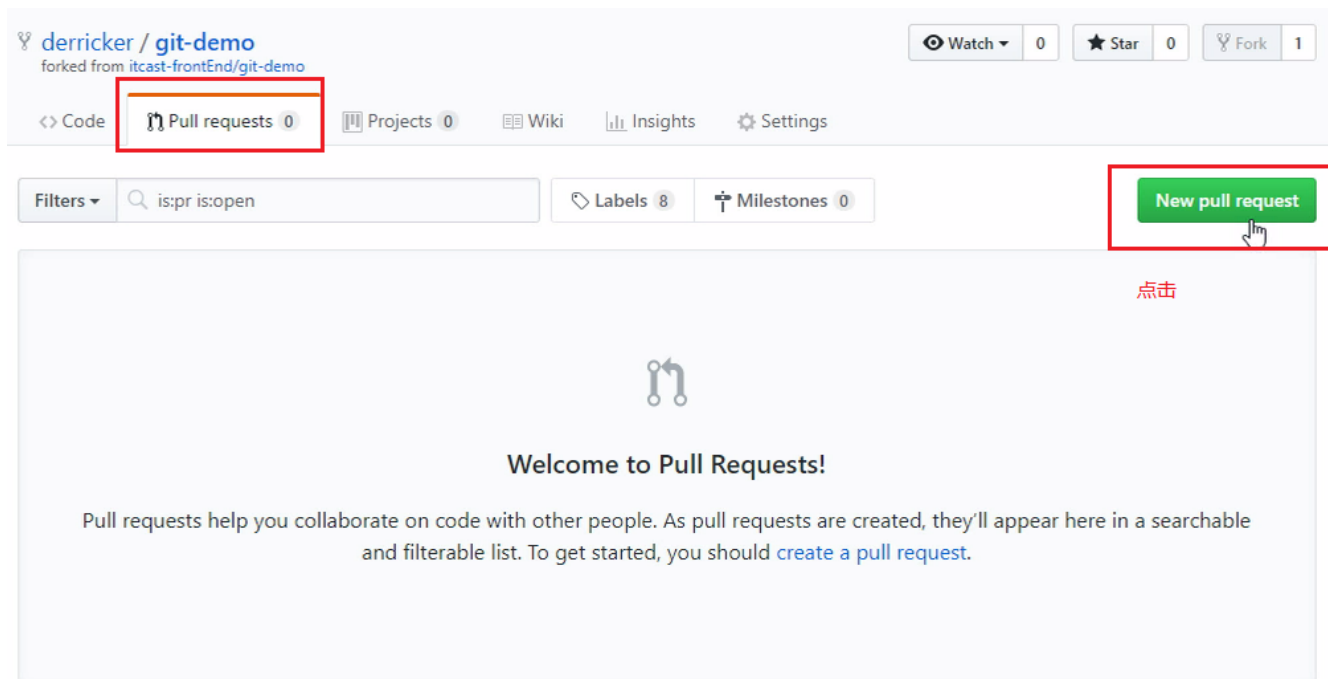 derricker / git-demo
forked from itcast-frontEnd/git-demo
Watch 0 Star 0 Fork 1
Code Pull requests 0 Projects 0 Wiki Insights Settings
Filters is:pr is:open Labels 8 Milestones 0 New pull request
点击
Welcome to Pull Requests!
Pull requests help you collaborate on code with other people. As pull requests are created, they'll appear here in a searchable
and filterable list. To get started, you should create a pull request.